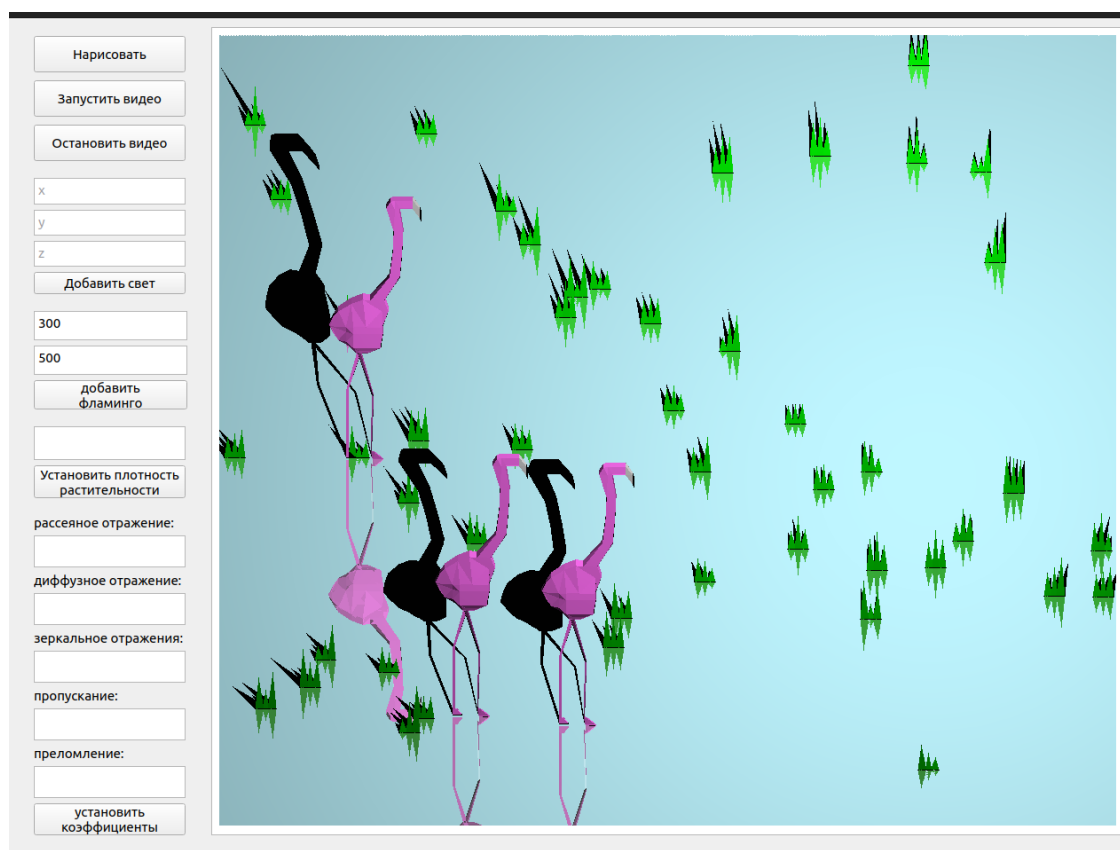 Нарисовать
Запустить видео
Остановить видео
x
y
z
Добавить свет
300
500
добавить
фламинго
Установить плотность
растительности
рассеяное отражение:
диффузное отражение:
зеркальное отражения:
пропускание:
преломление:
установить
коэффициенты